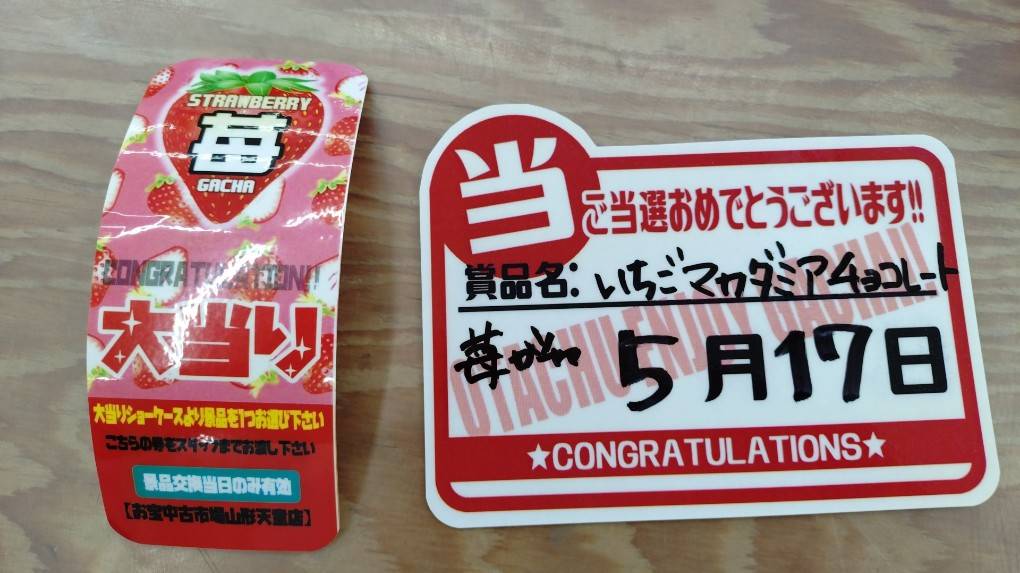 STRAWBERRY
苺
GACHA
CONGRATULATION!!
大当り
大当りショーケースより景品を1つお選び下さい
こちらの券をスタッフまでお渡し下さい
景品交換当日のみ有効
【お宝中古市場山形天童店】
当
ご当選おめでとうございます!!
賞品名:いちごマカダミアチョコレート
苺ガチャ 5月17日
OTACHU ENJOY GACHA!!
★CONGRATULATIONS★